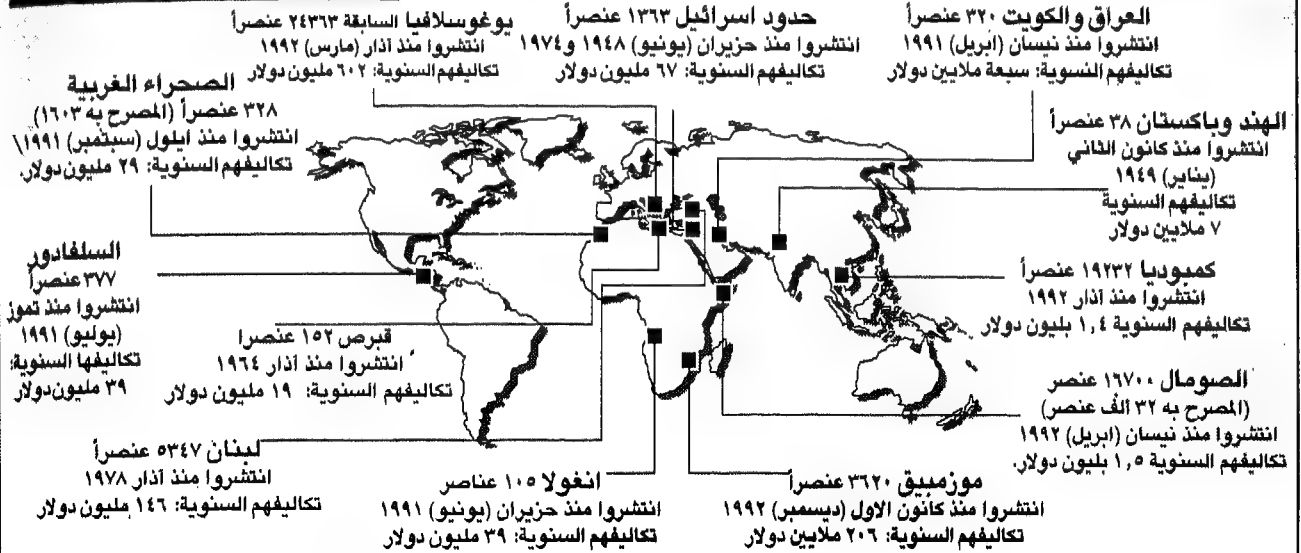 العراق والكويت ٣٢٠ عنصراً
انتشروا منذ نيسان (ابريل) ١٩٩١
تكاليفهم النسوية: سبعة ملايين دولار
حدود اسرائيل ١٣٦٣ عنصراً
انتشروا منذ حزيران (يونيو) ١٩٤٨ و١٩٧٤
تكاليفهم السنوية: ٦٧ مليون دولار
يوغوسلافيا السابقة ٢٤٣٦٣ عنصراً
انتشروا منذ آذار (مارس) ١٩٩٢
تكاليفهم السنوية: ٦٠٢ مليون دولار
الصحراء الغربية
٣٢٨ عنصراً (المصرح به ١٦٠٣)
انتشروا منذ ايلول (سبتمبر) ١٩٩١
تكاليفهم السنوية: ٢٩ مليون دولار.
الهند وباكستان ٣٨ عنصراً
انتشروا منذ كانون الثاني
(يناير) ١٩٤٩
تكاليفهم السنوية
٧ ملايين دولار
السلفادور
٣٧٧ عنصراً
انتشروا منذ تموز
(يوليو) ١٩٩١
تكاليفها السنوية:
٣٩ مليون دولار
كمبوديا ١٩٢٣٢ عنصراً
انتشروا منذ آذار ١٩٩٢
تكاليفهم السنوية ١,٤ بليون دولار
قبرص ١٥٢ عنصرا
انتشروا منذ آذار ١٩٦٤
تكاليفهم السنوية: ١٩ مليون دولار
الصومال ١٦٧٠٠ عنصر
(المصرح به ٣٢ ألف عنصر)
انتشروا منذ نيسان (ابريل) ١٩٩٢
تكاليفهم السنوية ١,٥ بليون دولار.
لبنان ٥٣٤٧ عنصراً
انتشروا منذ آذار ١٩٧٨
تكاليفهم السنوية: ١٤٦ مليون دولار
انغولا ١٠٥ عناصر
انتشروا منذ حزيران (يونيو) ١٩٩١
تكاليفهم السنوية: ٣٩ مليون دولار
موزمبيق ٣٦٢٠ عنصراً
انتشروا منذ كانون الاول (ديسمبر) ١٩٩٢
تكاليفهم السنوية: ٢٠٦ ملايين دولار